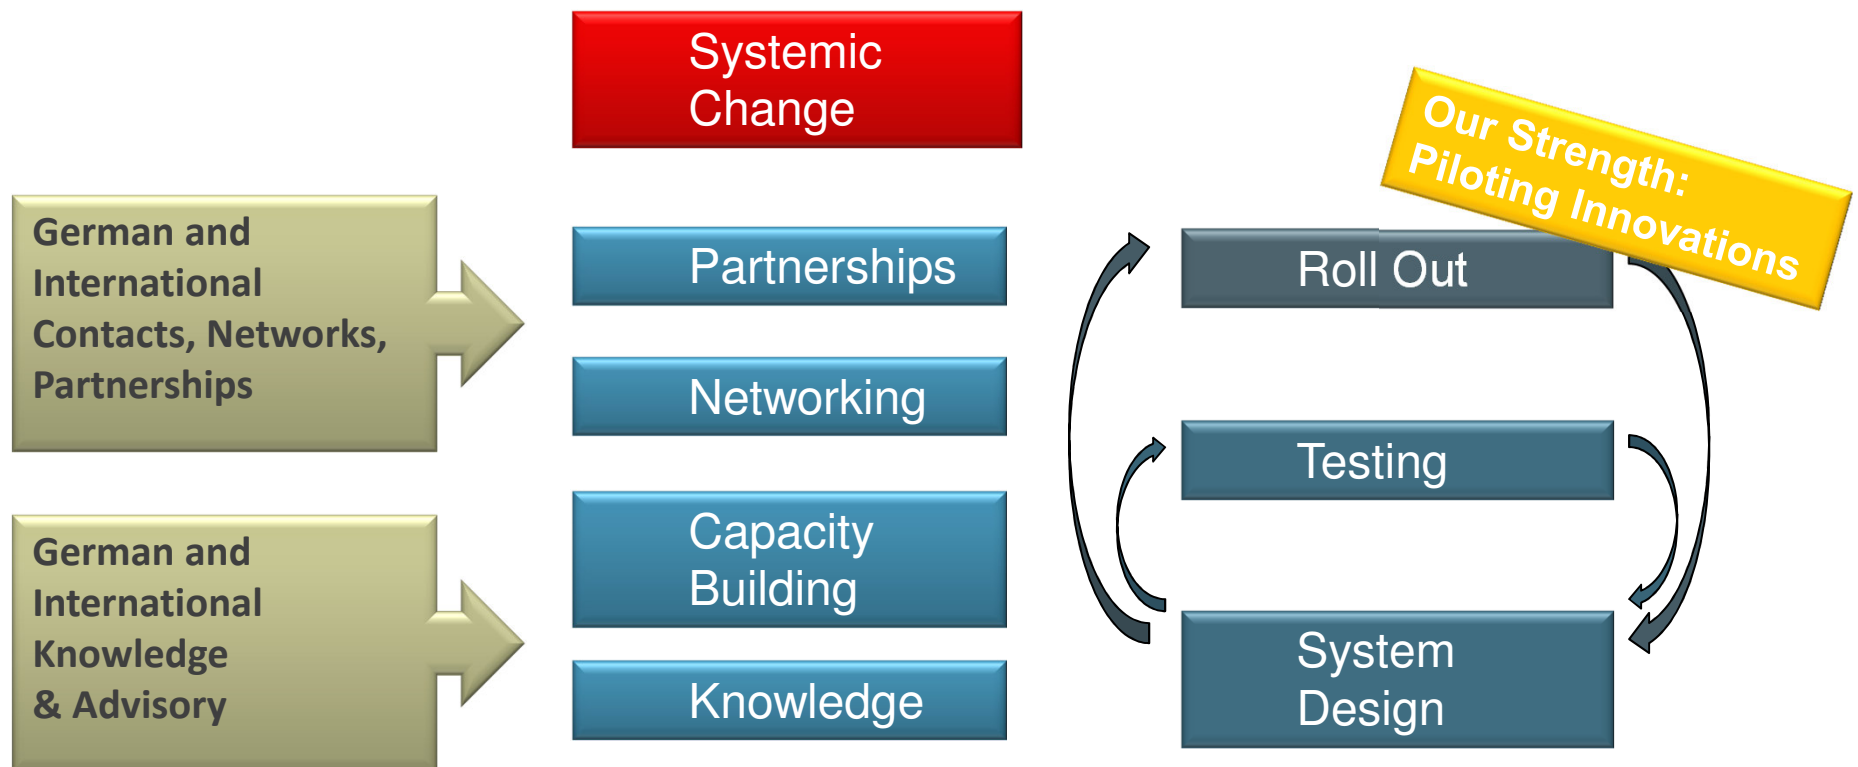 Systemic
Change
Our Strength:
Piloting Innovations
German and
International
Contacts, Networks,
Partnerships
Partnerships
Roll Out
Networking
Testing
German and
International
Knowledge
& Advisory
Capacity
Building
Knowledge
System
Design